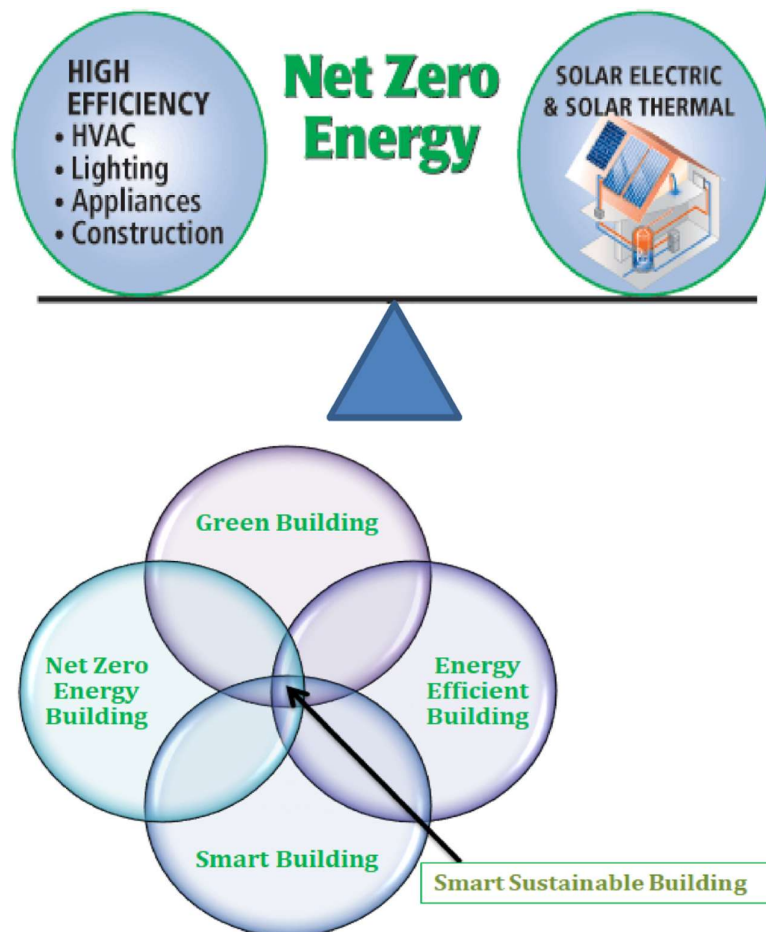 HIGH
EFFICIENCY
• HVAC
• Lighting
• Appliances
• Construction
Net Zero
Energy
SOLAR ELECTRIC
& SOLAR THERMAL
Green Building
Net Zero
Energy
Building
Energy
Efficient
Building
Smart Building
Smart Sustainable Building